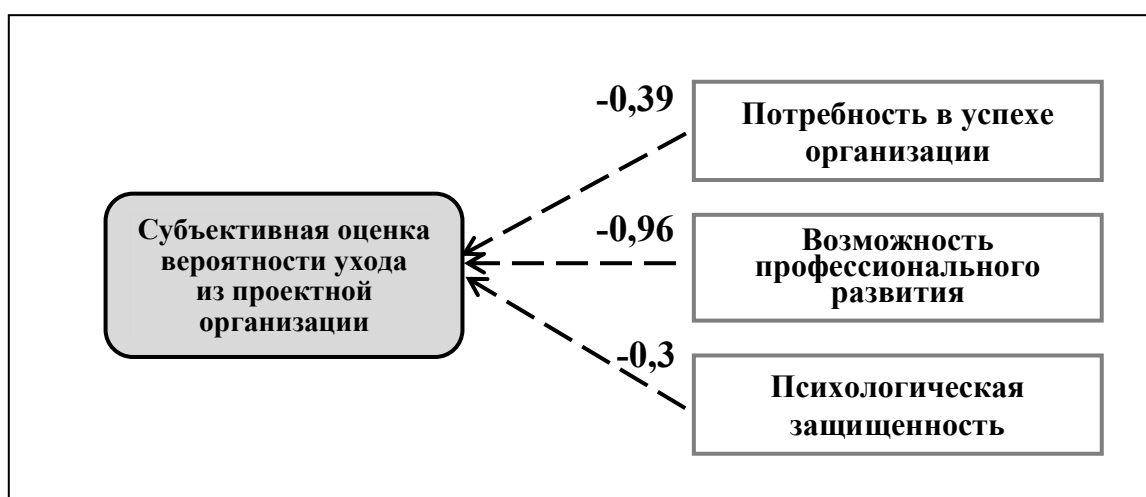 -0,39
Потребность в успехе
организации
Субъективная оценка
вероятности ухода
из проектной
организации
-0,96
Возможность
профессионального
развития
-0,3
Психологическая
защищенность